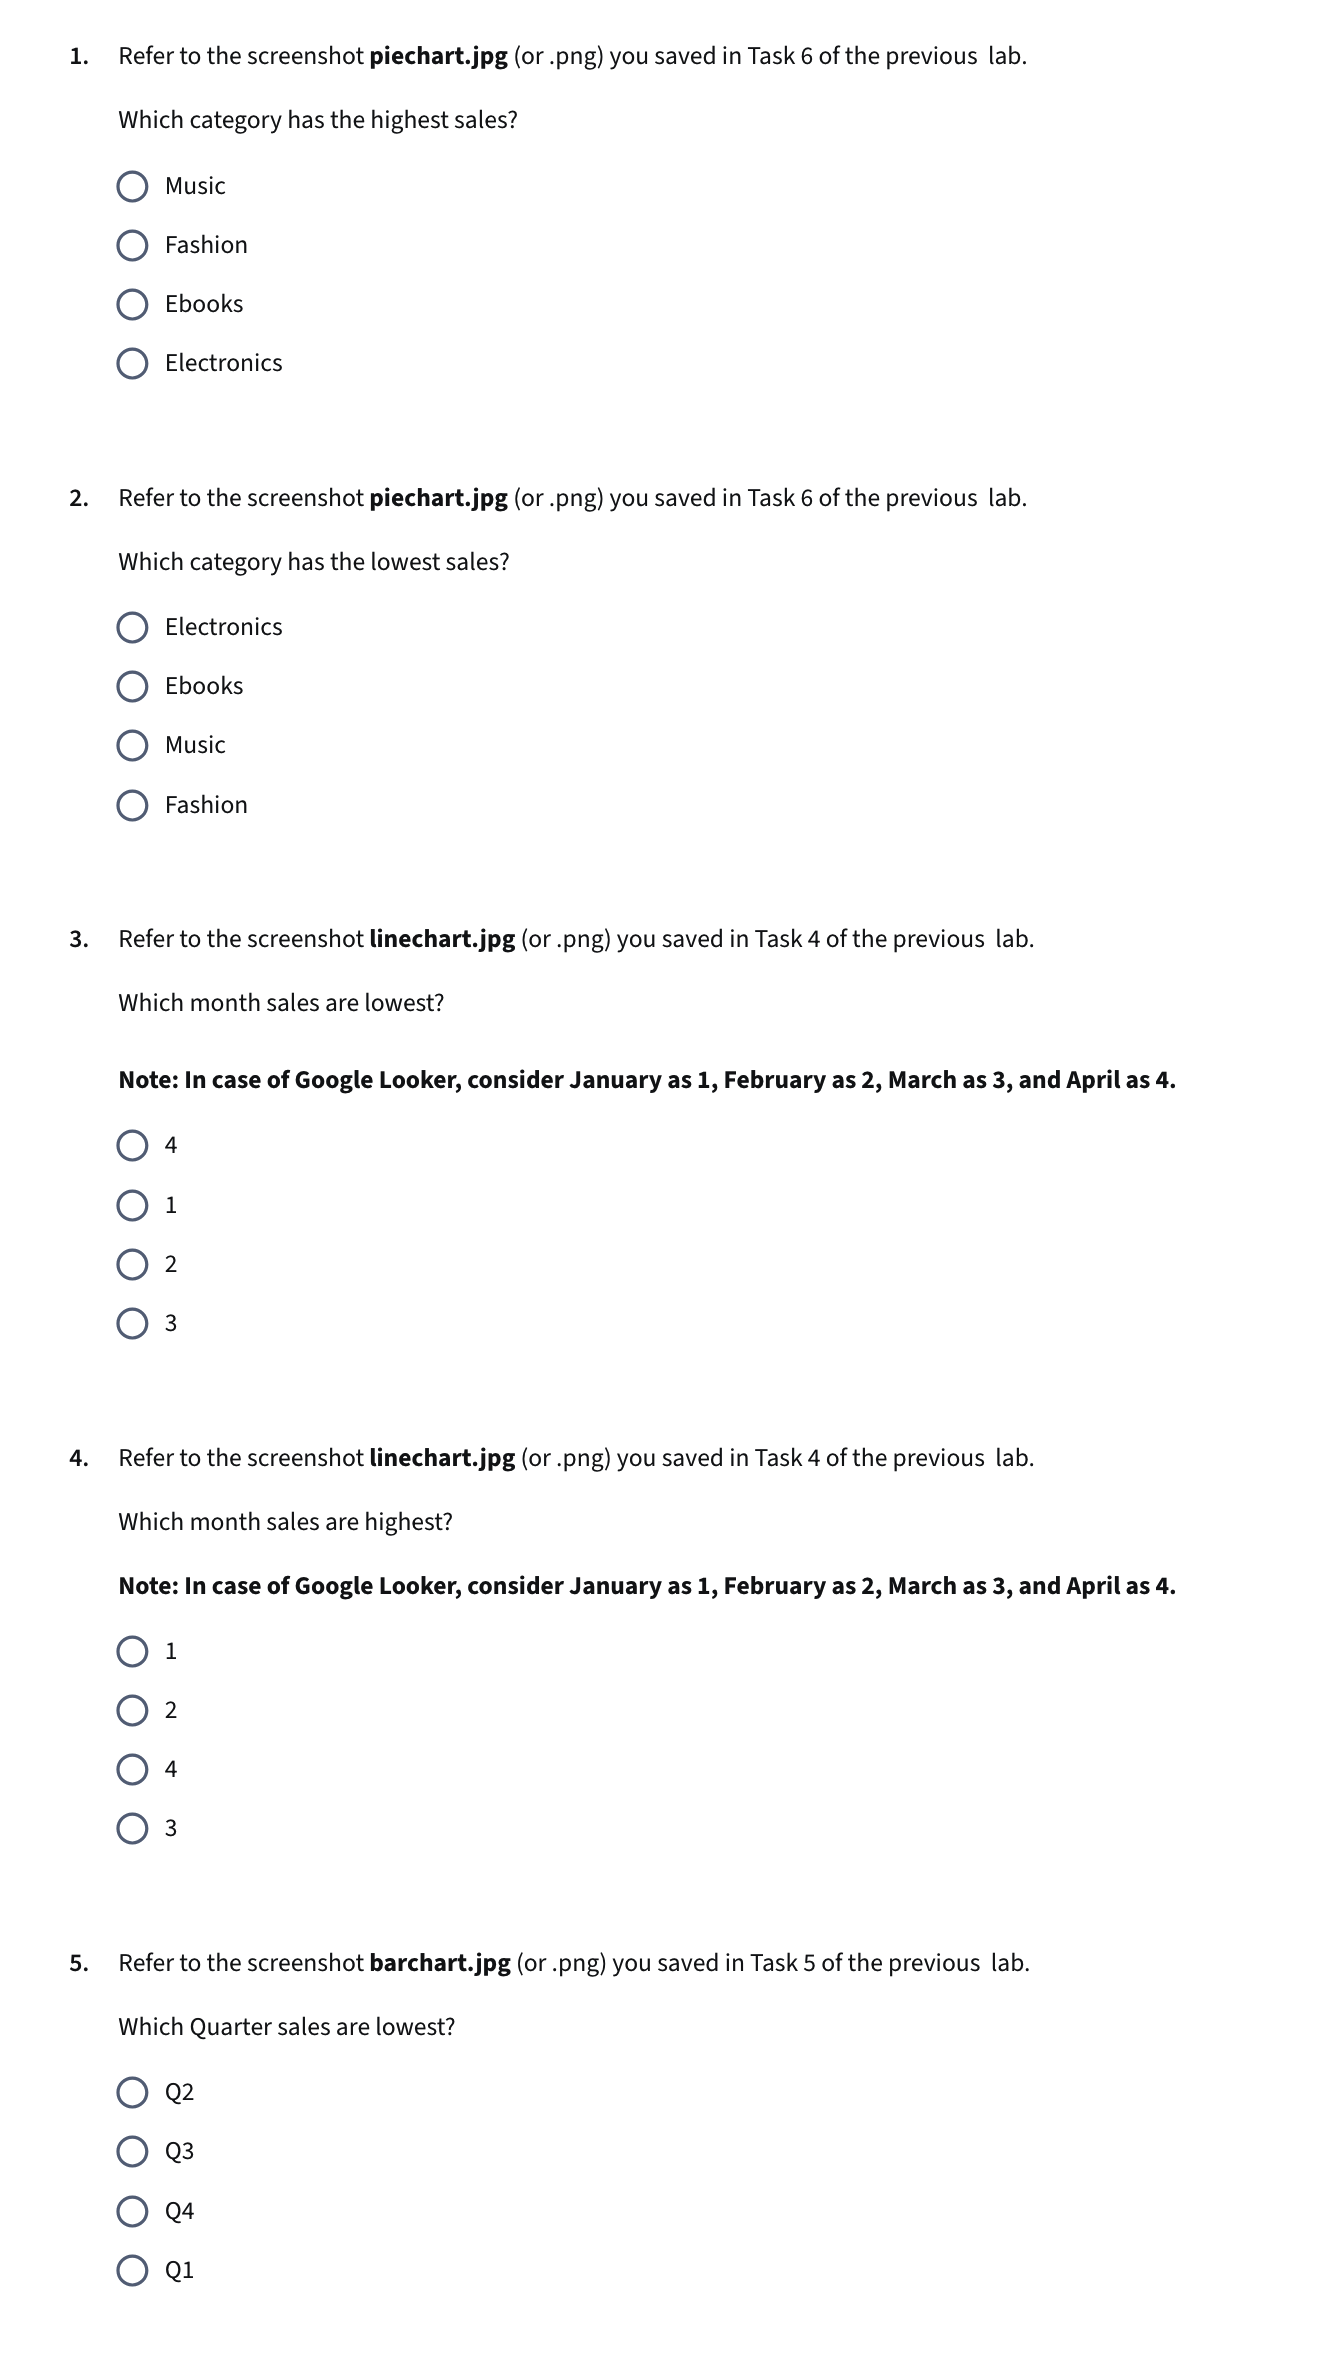 1. Refer to the screenshot piechart.jpg (or .png) you saved in Task 6 of the previous lab.
Which category has the highest sales?
Music
Fashion
Ebooks
Electronics
2. Refer to the screenshot piechart.jpg (or .png) you saved in Task 6 of the previous lab.
Which category has the lowest sales?
Electronics
Ebooks
Music
Fashion
3. Refer to the screenshot linechart.jpg (or .png) you saved in Task 4 of the previous lab.
Which month sales are lowest?
Note: In case of Google Looker, consider January as 1, February as 2, March as 3, and April as 4.
4
1
2
3
4. Refer to the screenshot linechart.jpg (or .png) you saved in Task 4 of the previous lab.
Which month sales are highest?
Note: In case of Google Looker, consider January as 1, February as 2, March as 3, and April as 4.
1
2
4
3
5. Refer to the screenshot barchart.jpg (or .png) you saved in Task 5 of the previous lab.
Which Quarter sales are lowest?
Q2
Q3
Q4
Q1